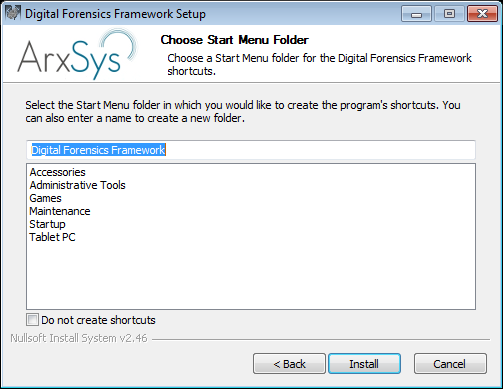 Digital Forensics Framework Setup
ArxSys
Choose Start Menu Folder
Choose a Start Menu folder for the Digital Forensics Framework
shortcuts.
Select the Start Menu folder in which you would like to create the program's shortcuts. You
can also enter a name to create a new folder.
Digital Forensics Framework
Accessories
Administrative Tools
Games
Maintenance
Startup
Tablet PC
Do not create shortcuts
Nullsoft Install System v2.46
< Back
Install
Cancel